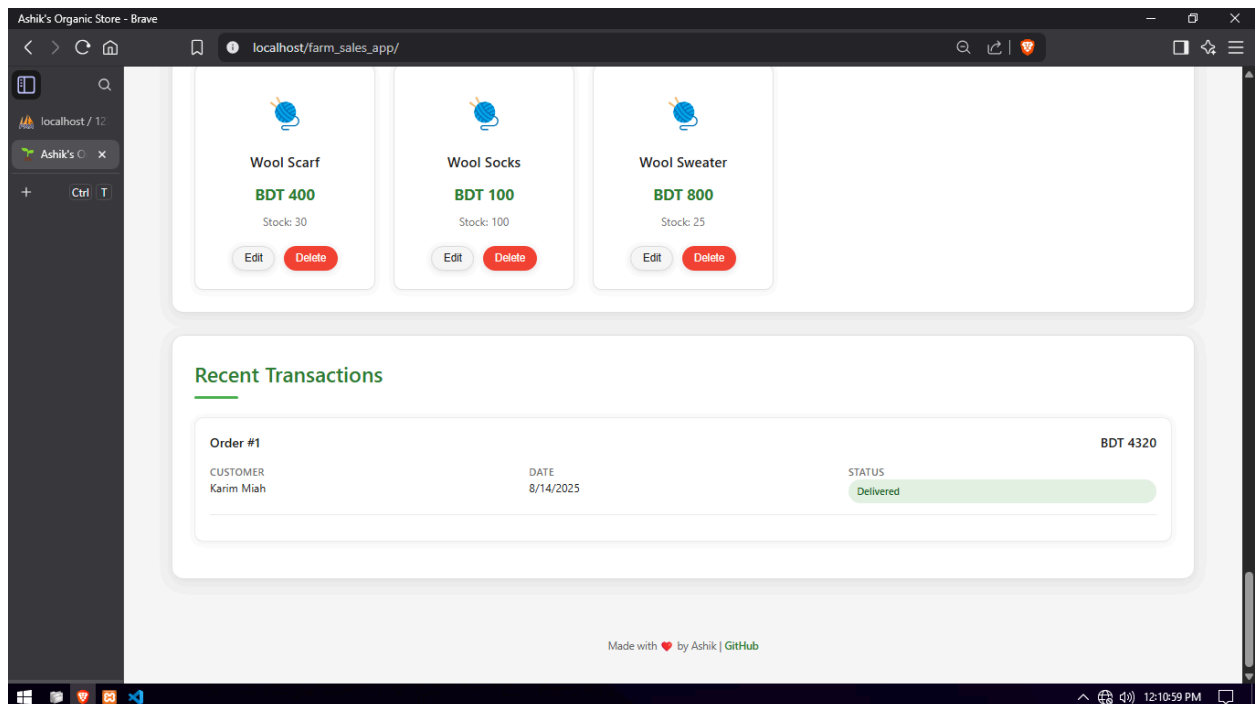 Ashik's Organic Store - Brave
localhost/farm_sales_app/
localhost / 12
Ashik's O
Ctrl T
Wool Scarf
BDT 400
Stock: 30
Edit Delete
Wool Socks
BDT 100
Stock: 100
Edit Delete
Wool Sweater
BDT 800
Stock: 25
Edit Delete
Recent Transactions
Order #1 BDT 4320
CUSTOMER DATE STATUS
Karim Miah 8/14/2025 Delivered
Made with ❤️ by Ashik | GitHub
12:10:59 PM